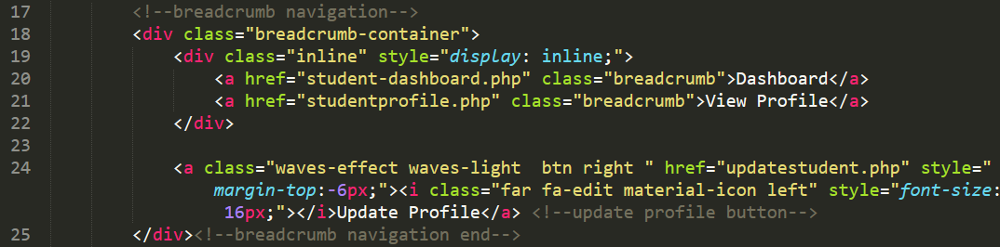 17 <!--breadcrumb navigation-->
18 <div class="breadcrumb-container">
19 <div class="inline" style="display: inline;">
20 <a href="student-dashboard.php" class="breadcrumb">Dashboard</a>
21 <a href="studentprofile.php" class="breadcrumb">View Profile</a>
22 </div>
23
24 <a class="waves-effect waves-light  btn right " href="updatestudent.php" style="
margin-top:-6px;"><i class="far fa-edit material-icon left" style="font-size:
16px;"></i>Update Profile</a> <!--update profile button-->
25 </div><!--breadcrumb navigation end-->